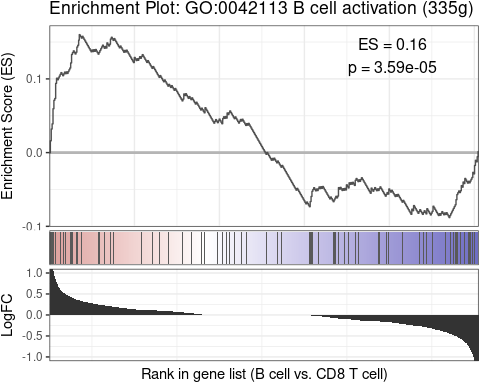 Enrichment Plot: GO:0042113 B cell activation (335g)
ES = 0.16
p = 3.59e-05
Enrichment Score (ES)
0.1
0.0
-0.1
LogFC
1.0
0.5
0.0
-0.5
-1.0
Rank in gene list (B cell vs. CD8 T cell)